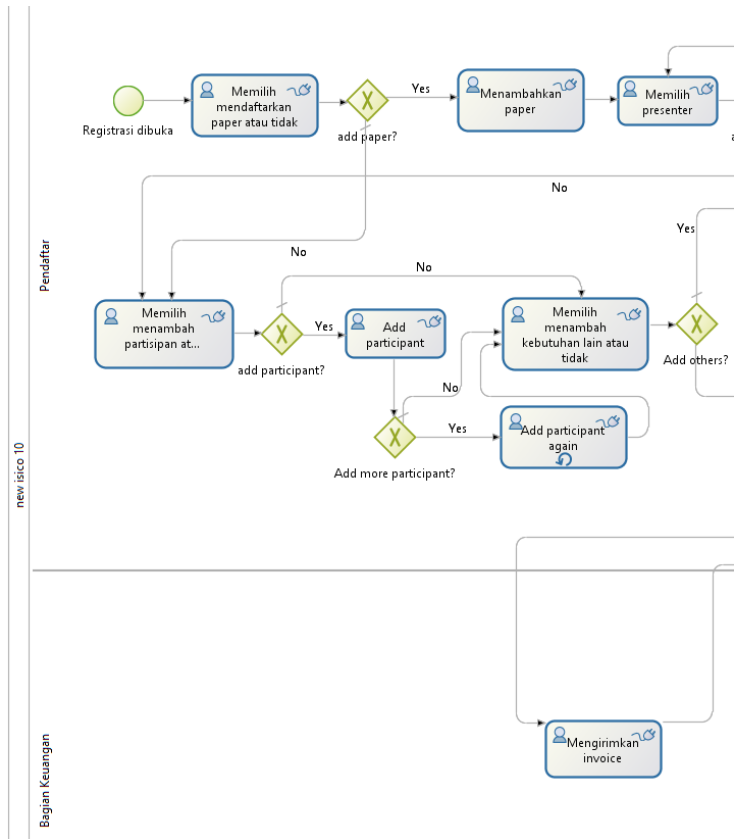 Memilih
mendaftarkan
paper atau tidak
Yes
Menambahkan
paper
Memilih
presenter
Registrasi dibuka
add paper?
a
No
Yes
No
No
Pendaftar
Memilih
menambah
partisipan at...
Yes
Add
participant
Memilih
menambah
kebutuhan lain atau
tidak
add participant?
Add others?
No
Yes
Add participant
again
Add more participant?
new isico 10
Bagian Keuangan
Mengirimkan
invoice